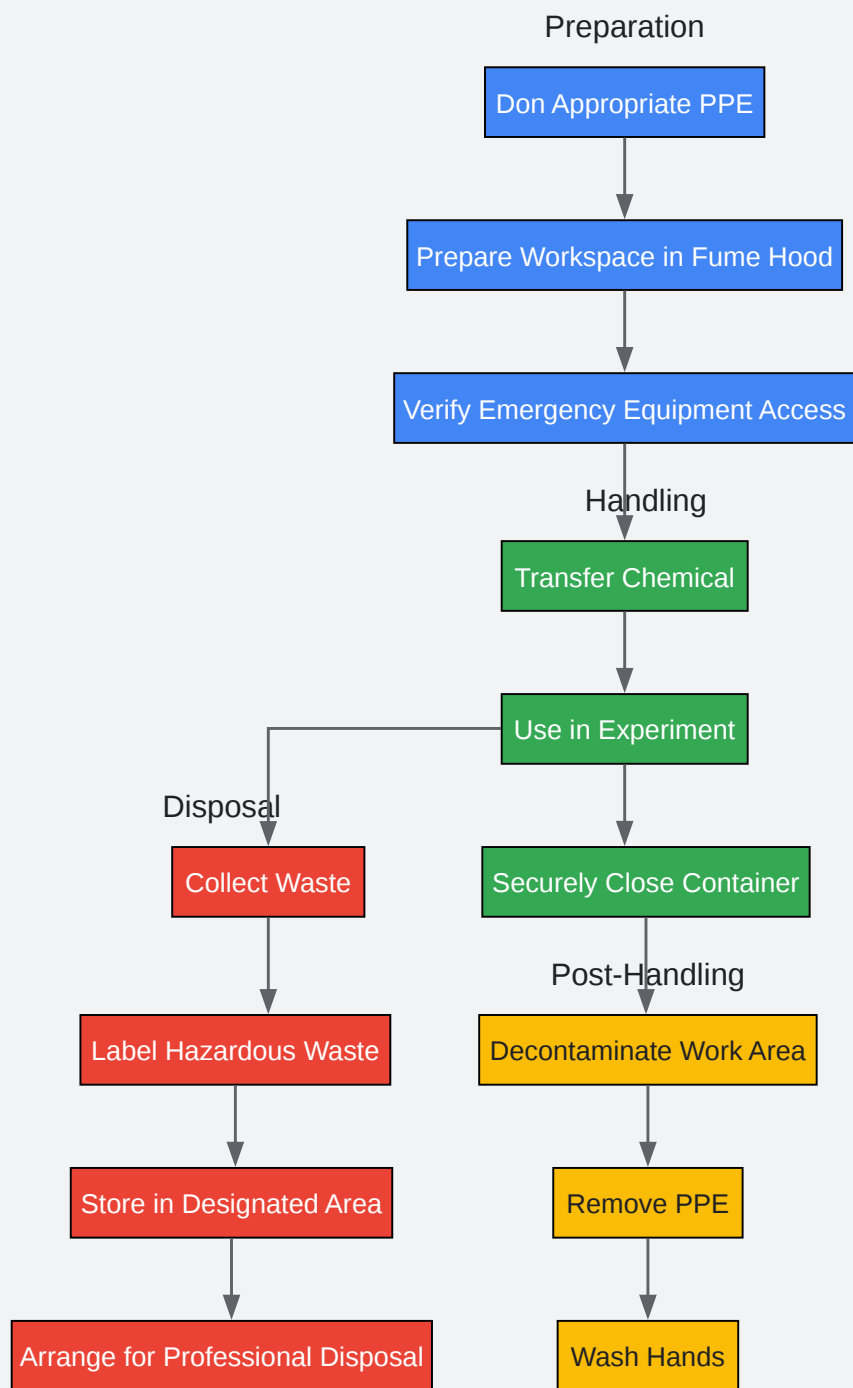 Preparation
Don Appropriate PPE
Prepare Workspace in Fume Hood
Verify Emergency Equipment Access
Handling
Transfer Chemical
Use in Experiment
Disposal
Collect Waste
Securely Close Container
Post-Handling
Label Hazardous Waste
Decontaminate Work Area
Store in Designated Area
Remove PPE
Arrange for Professional Disposal
Wash Hands